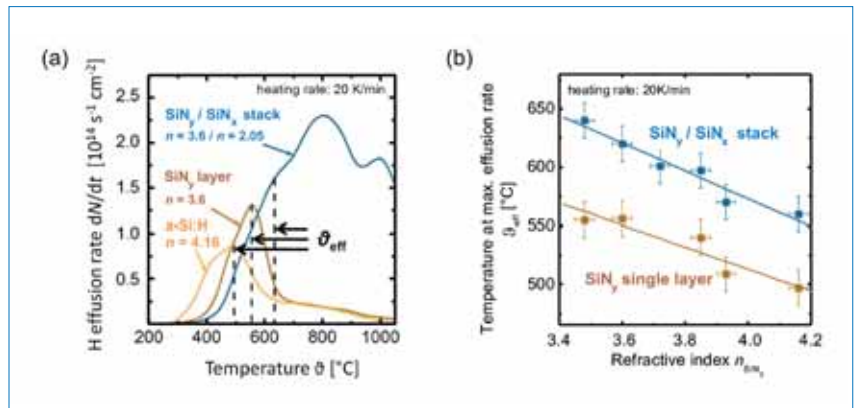 (a)
heating rate: 20 K/min
H effusion rate dN/dt [10¹⁴ s⁻¹ cm⁻²]
2.5
2.0
1.5
1.0
0.5
SiNy / SiNx stack
n = 3.6 / n = 2.05
SiNy layer
n = 3.6
a-Si:H
n = 4.16
ϑeff
200 400 600 800 1000
Temperature ϑ [°C]
(b)
heating rate: 20K/min
Temperature at max. effusion rate
ϑeff [°C]
650
600
550
500
SiNy / SiNx stack
SiNy single layer
3.4 3.6 3.8 4.0 4.2
Refractive index nSiNy